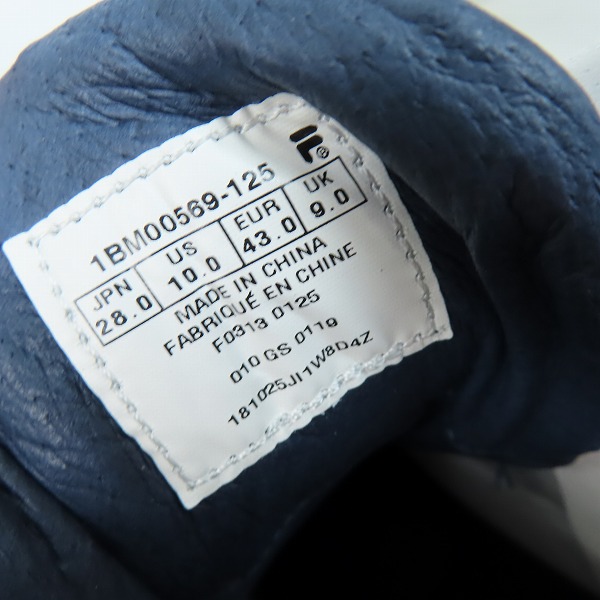 F®
1BM00569-125
JPN US EUR UK
28.0 10.0 43.0 9.0
MADE IN CHINA
FABRIQUÉ EN CHINE
F0313 0125
010 GS 0119
181025JI1W8D4Z